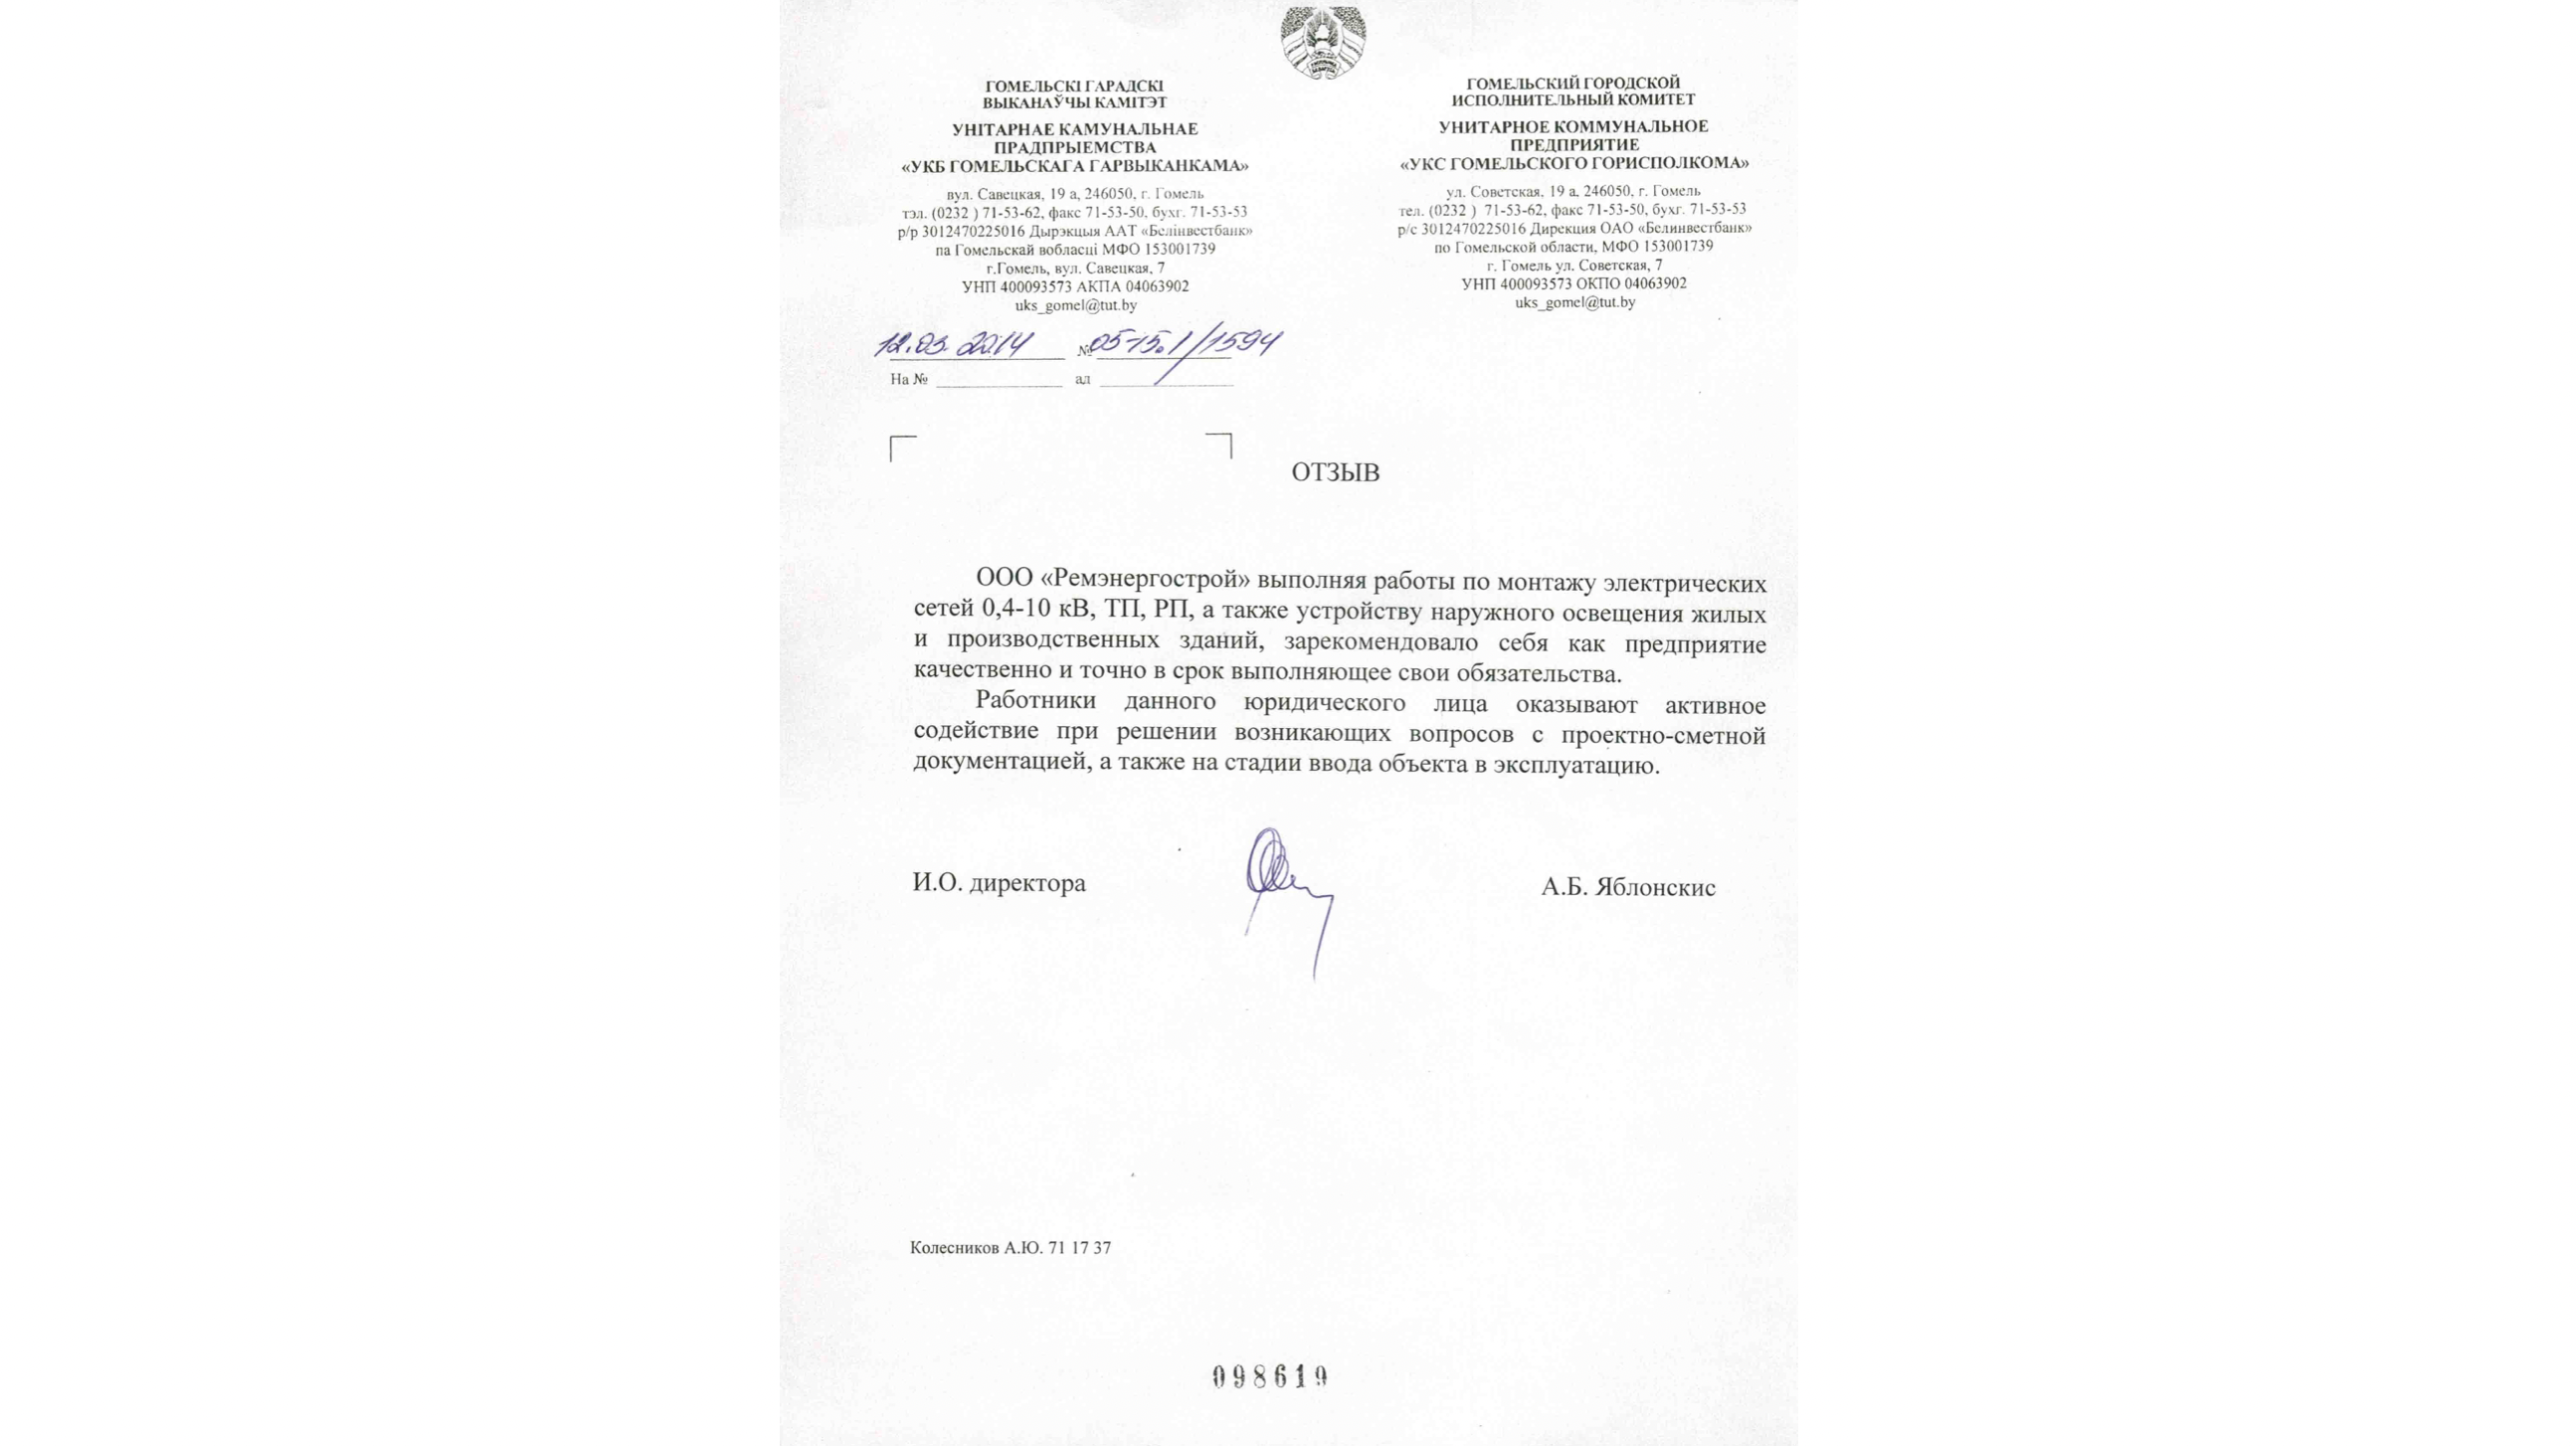 ГОМЕЛЬСКІ ГАРАДСКІ
ВЫКАНАЎЧЫ КАМІТЭТ
УНІТАРНАЕ КАМУНАЛЬНАЕ
ПРАДПРЫЕМСТВА
«УКБ ГОМЕЛЬСКАГА ГАРВЫКАНКАМА»
вул. Савецкая, 19 а, 246050, г. Гомель
тэл. (0232 ) 71-53-62, факс 71-53-50, бухг. 71-53-53
р/р 3012470225016 Дырэкцыя ААТ «Белінвестбанк»
па Гомельскай вобласці МФО 153001739
г.Гомель, вул. Савецкая, 7
УНП 400093573 АКПА 04063902
uks_gomel@tut.by
ГОМЕЛЬСКИЙ ГОРОДСКОЙ
ИСПОЛНИТЕЛЬНЫЙ КОМИТЕТ
УНИТАРНОЕ КОММУНАЛЬНОЕ
ПРЕДПРИЯТИЕ
«УКС ГОМЕЛЬСКОГО ГОРИСПОЛКОМА»
ул. Советская, 19 а, 246050, г. Гомель
тел. (0232 ) 71-53-62, факс 71-53-50, бухг. 71-53-53
р/с 3012470225016 Дирекция ОАО «Белинвестбанк»
по Гомельской области, МФО 153001739
г. Гомель ул. Советская, 7
УНП 400093573 ОКПО 04063902
uks_gomel@tut.by
12.03.2014 № 05-15.1/1594
На № ад
ОТЗЫВ
ООО «Ремэнергострой» выполняя работы по монтажу электрических
сетей 0,4-10 кВ, ТП, РП, а также устройству наружного освещения жилых
и производственных зданий, зарекомендовало себя как предприятие
качественно и точно в срок выполняющее свои обязательства.
Работники данного юридического лица оказывают активное
содействие при решении возникающих вопросов с проектно-сметной
документацией, а также на стадии ввода объекта в эксплуатацию.
И.О. директора А.Б. Яблонскис
Колесников А.Ю. 71 17 37
098619